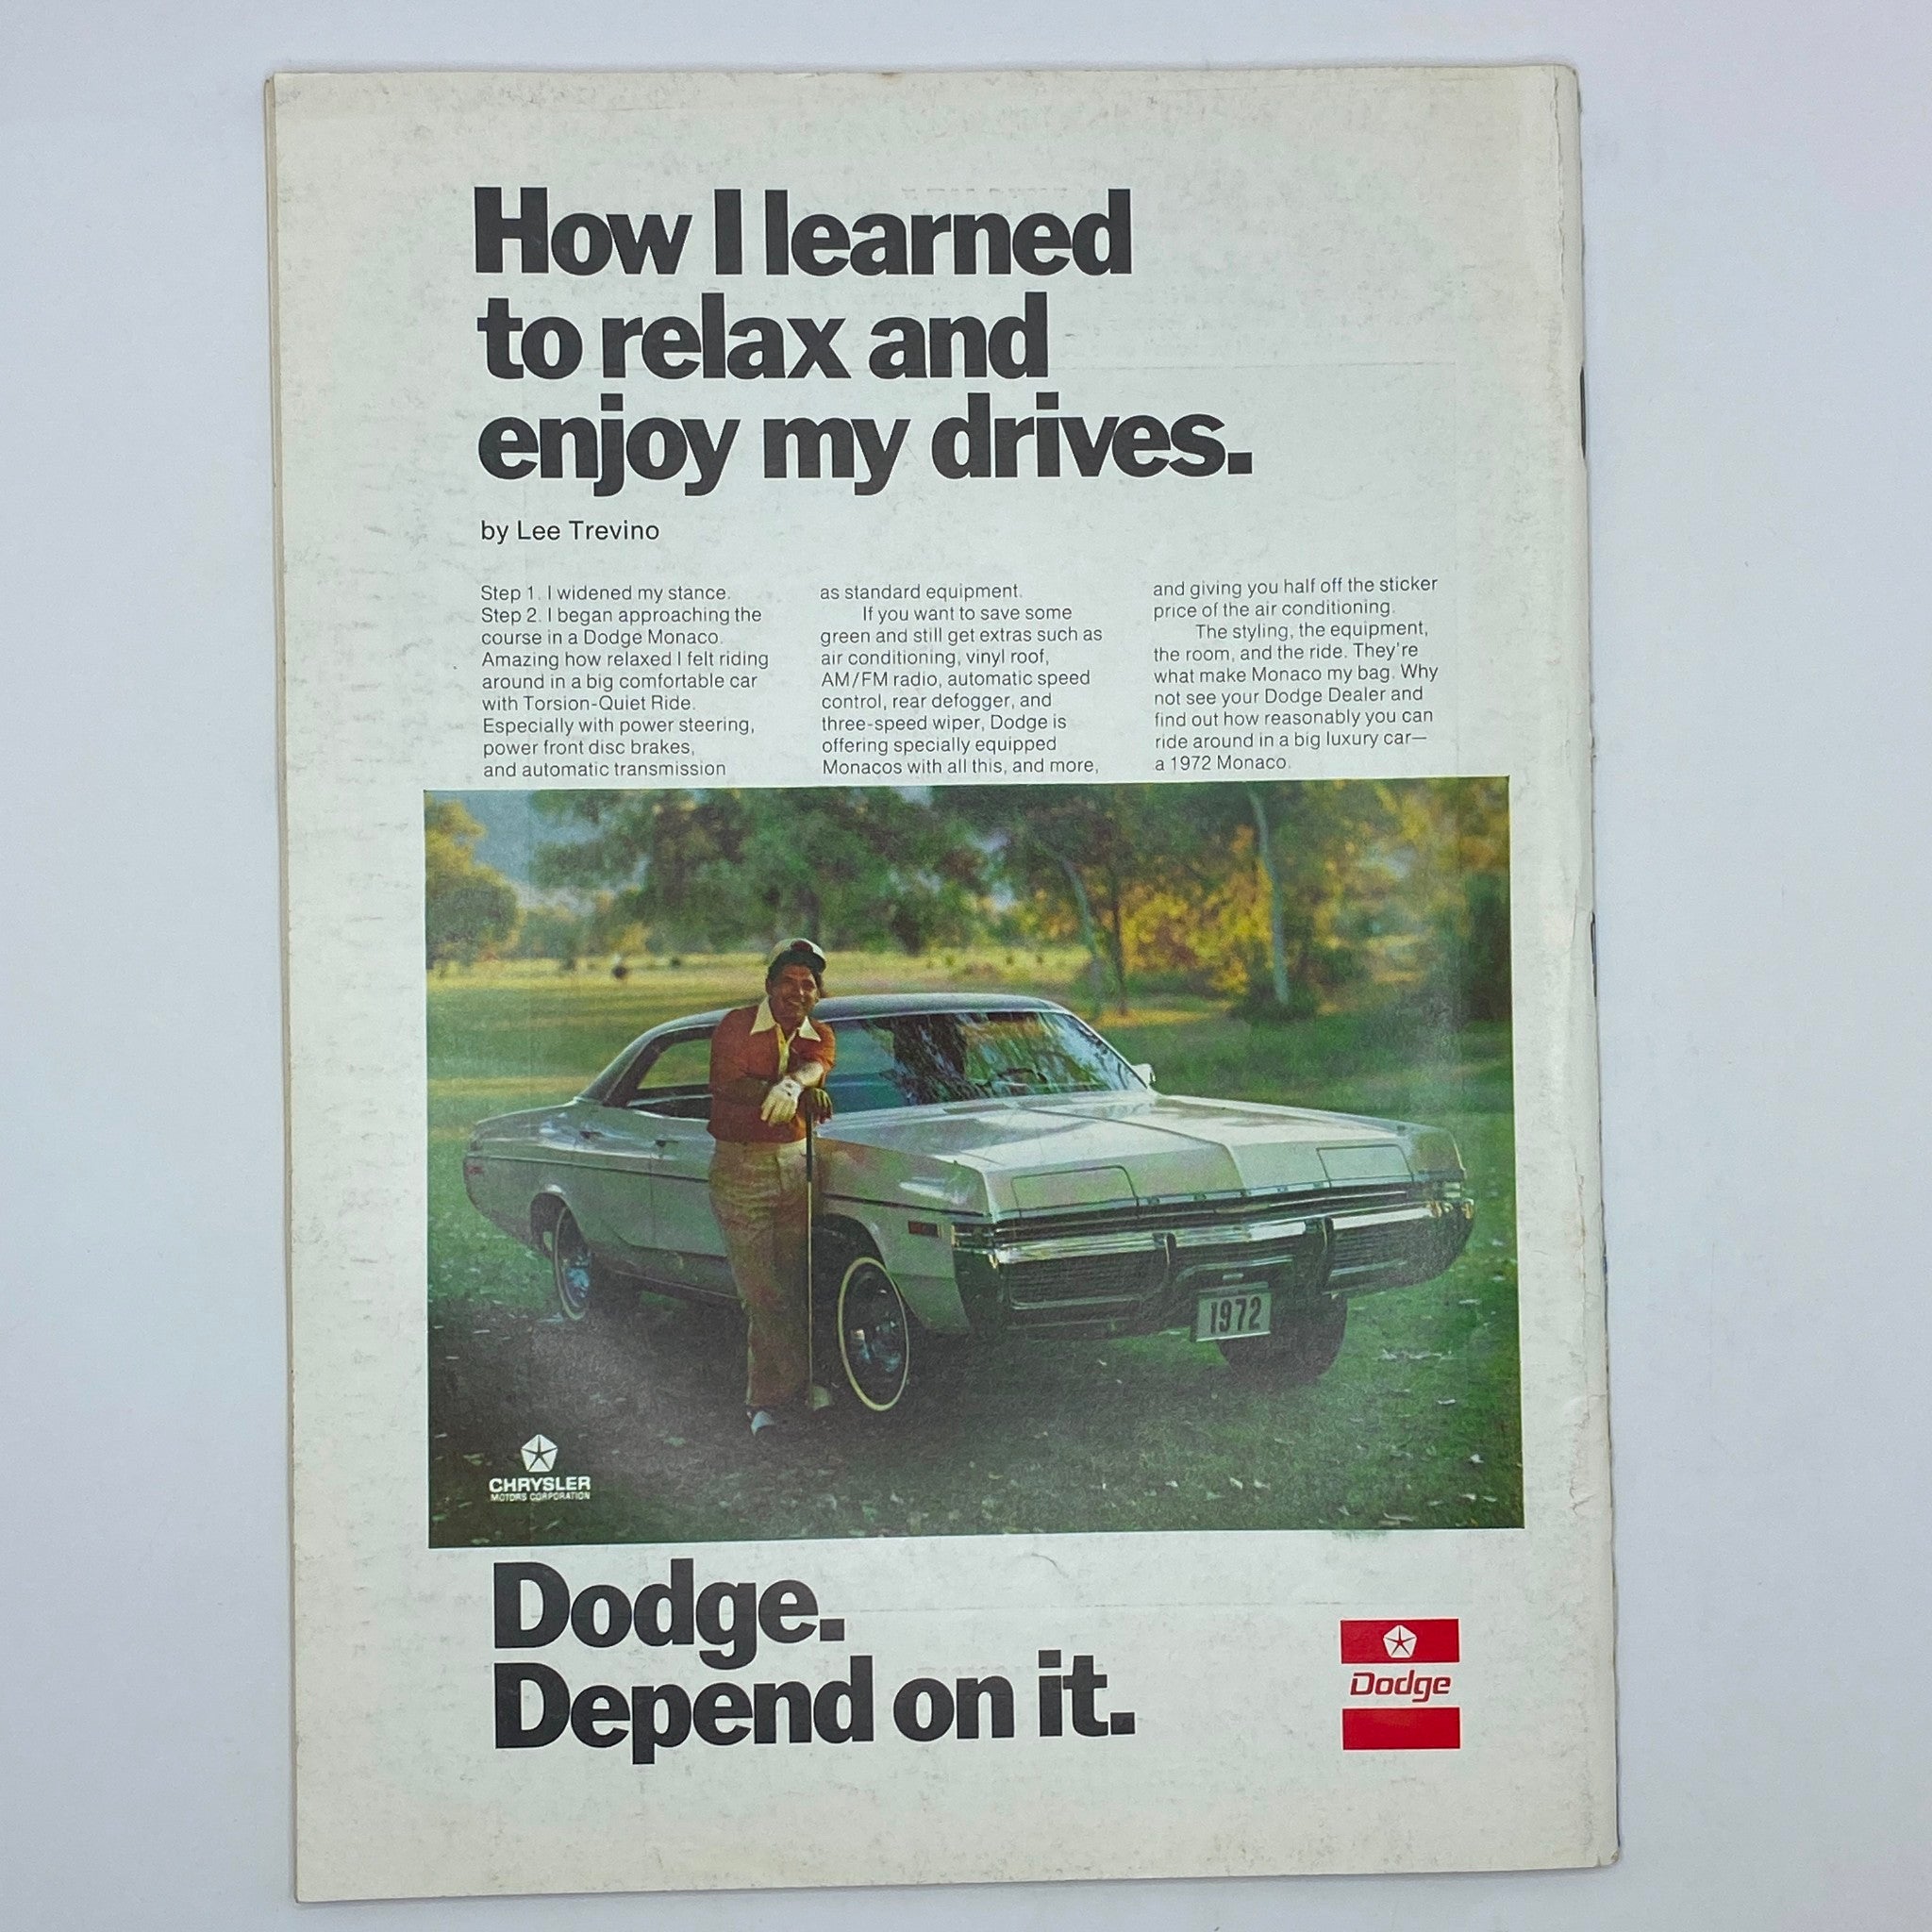 How I learned
to relax and
enjoy my drives.
by Lee Trevino
Step 1. I widened my stance.
Step 2. I began approaching the
course in a Dodge Monaco.
Amazing how relaxed I felt riding
around in a big comfortable car
with Torsion-Quiet Ride.
Especially with power steering,
power front disc brakes,
and automatic transmission
as standard equipment.
If you want to save some
green and still get extras such as
air conditioning, vinyl roof,
AM/FM radio, automatic speed
control, rear defogger, and
three-speed wiper, Dodge is
offering specially equipped
Monacos with all this, and more,
and giving you half off the sticker
price of the air conditioning.
The styling, the equipment,
the room, and the ride. They're
what make Monaco my bag. Why
not see your Dodge Dealer and
find out how reasonably you can
ride around in a big luxury car—
a 1972 Monaco.
1972
CHRYSLER
MOTORS CORPORATION
Dodge.
Depend on it.
Dodge